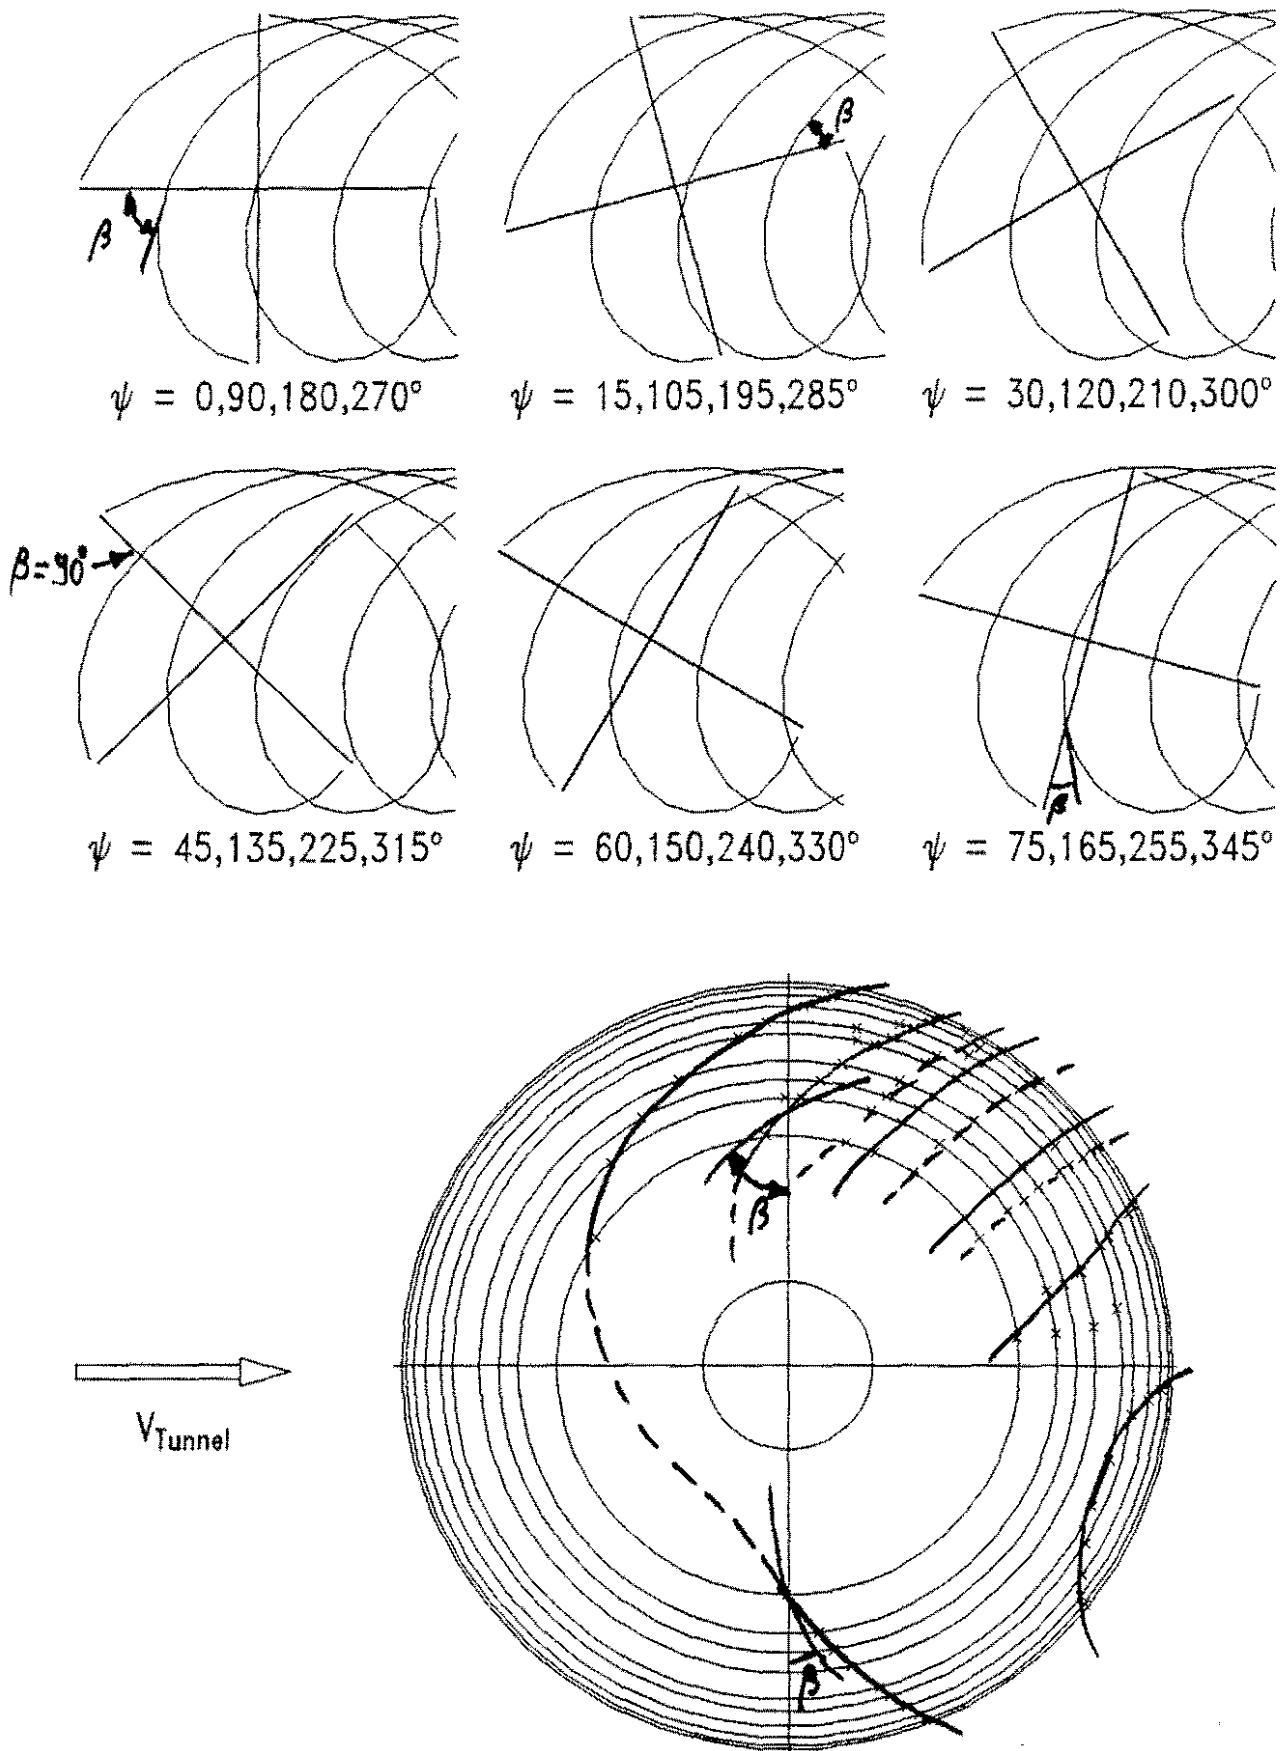 β
β
ψ = 0,90,180,270°
ψ = 15,105,195,285°
ψ = 30,120,210,300°
β=90°
β
ψ = 45,135,225,315°
ψ = 60,150,240,330°
ψ = 75,165,255,345°
β
V_Tunnel
β